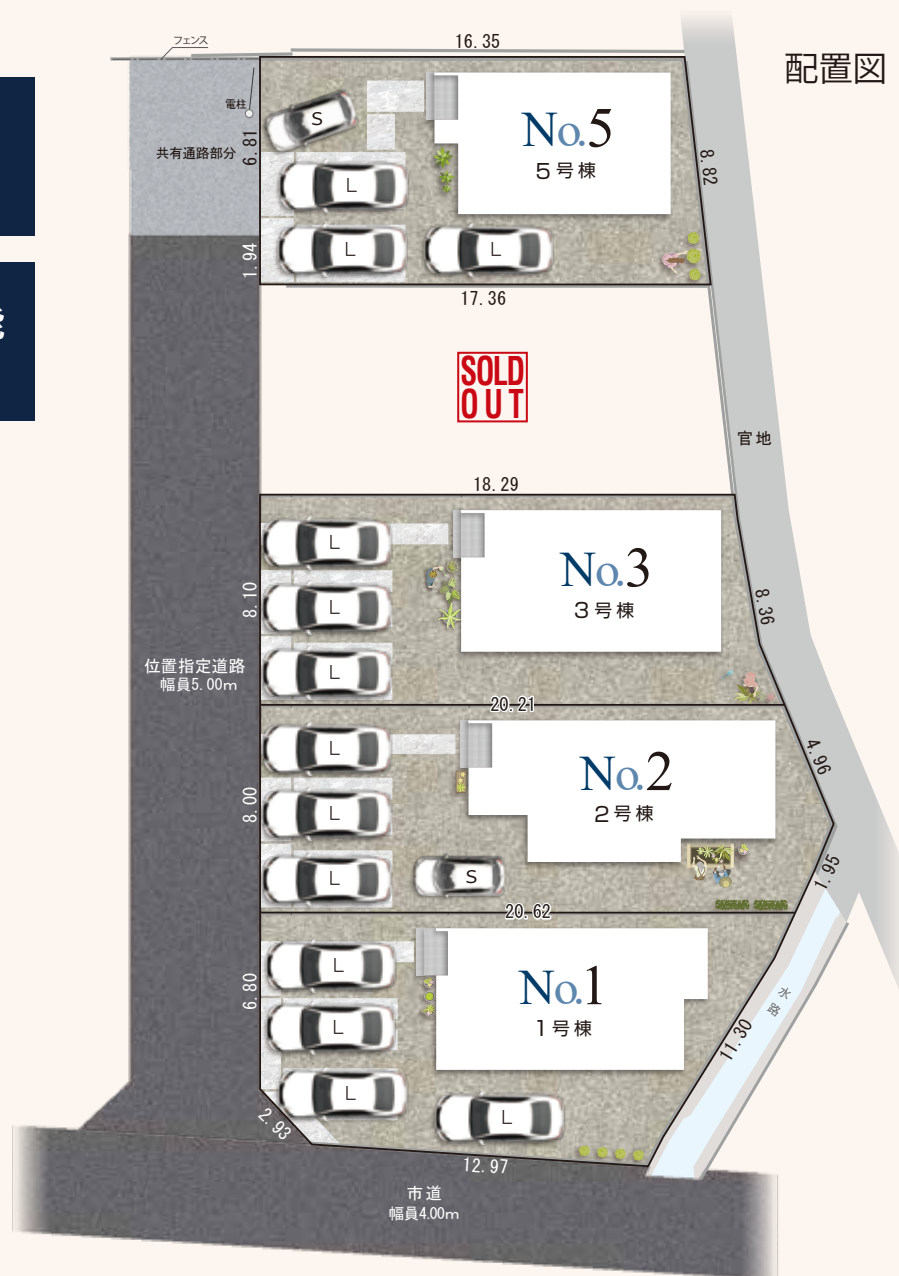 配置図
フェンス
16.35
電柱
S
No.5
5号棟
共有通路部分
6.81
8.82
L
1.94
L
L
17.36
SOLD
OUT
官地
18.29
L
No.3
3号棟
8.10
L
8.36
位置指定道路
幅員5.00m
L
20.21
L
No.2
2号棟
4.96
8.00
L
L
S
1.95
20.62
L
No.1
1号棟
6.80
水路
L
11.30
L
L
2.93
12.97
市道
幅員4.00m